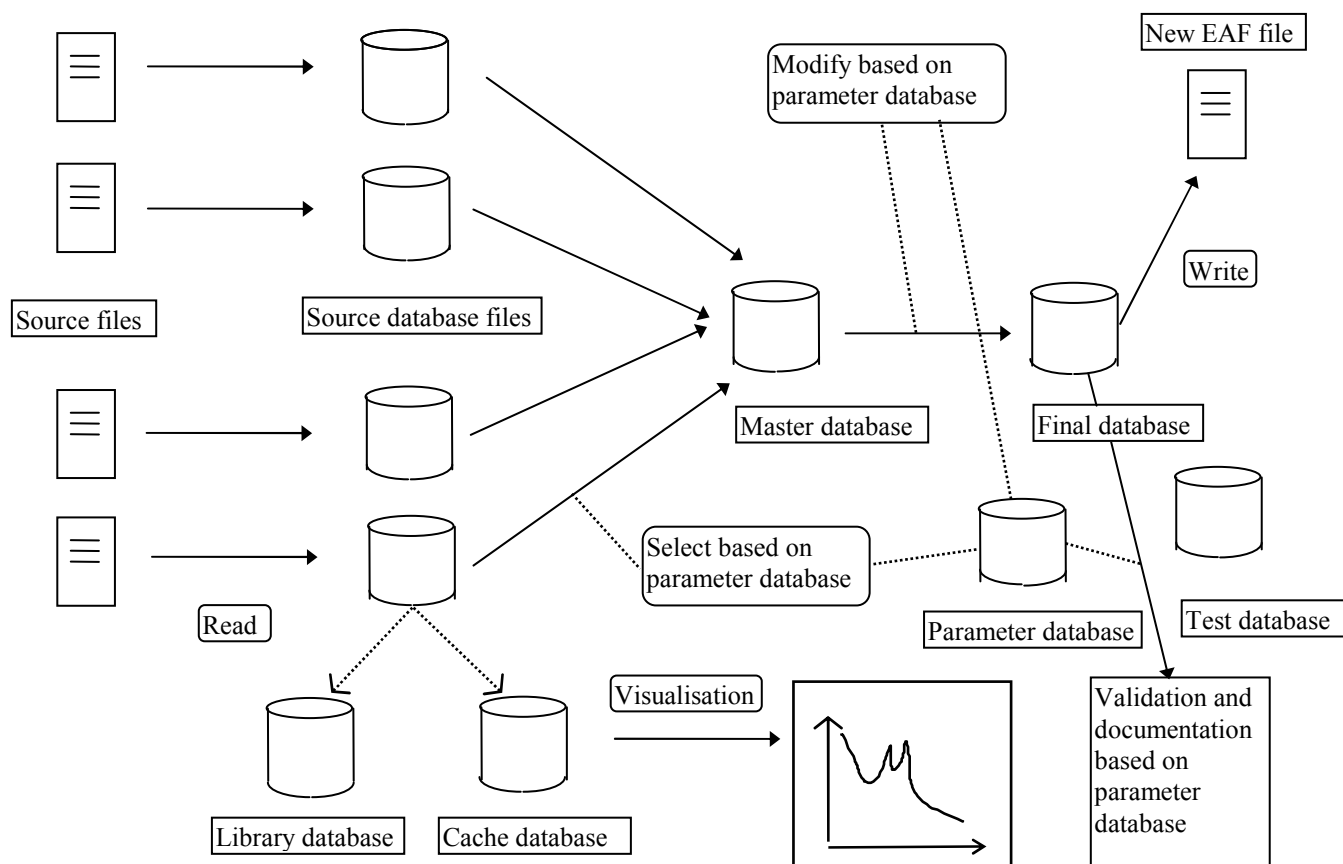 New EAF file
Modify based on
parameter database
Write
Source files
Source database files
Master database
Final database
Select based on
parameter database
Read
Parameter database
Test database
Visualisation
Validation and
documentation
based on
parameter
database
Library database
Cache database